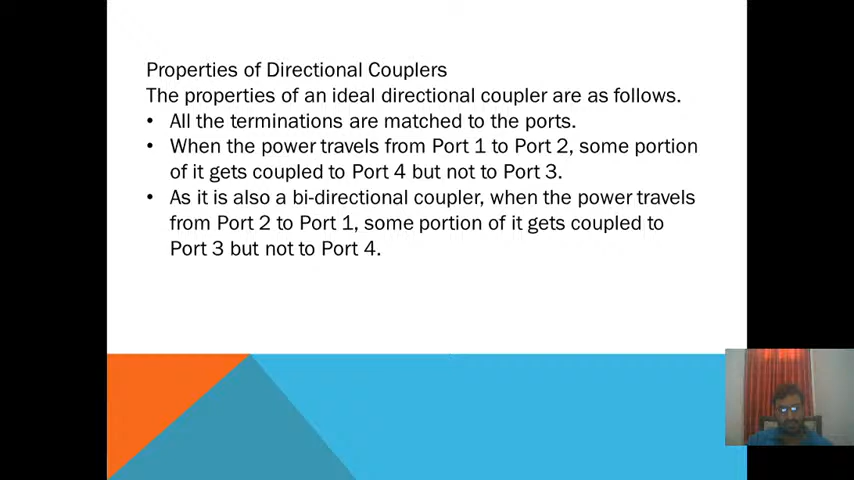 Properties of Directional Couplers
The properties of an ideal directional coupler are as follows.
• All the terminations are matched to the ports.
• When the power travels from Port 1 to Port 2, some portion
of it gets coupled to Port 4 but not to Port 3.
• As it is also a bi-directional coupler, when the power travels
from Port 2 to Port 1, some portion of it gets coupled to
Port 3 but not to Port 4.